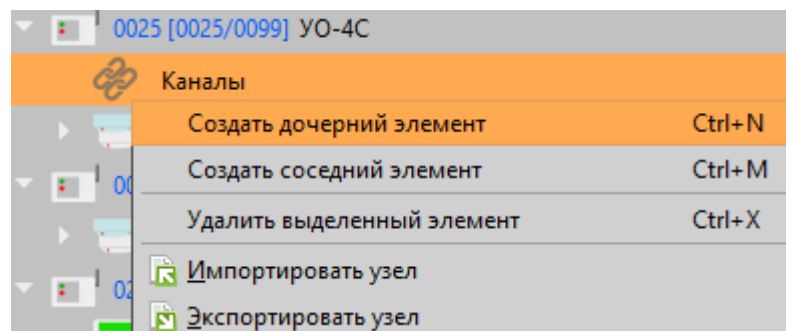 0025 [0025/0099] УО-4С
Каналы
Создать дочерний элемент Ctrl+N
Создать соседний элемент Ctrl+M
Удалить выделенный элемент Ctrl+X
Импортировать узел
Экспортировать узел